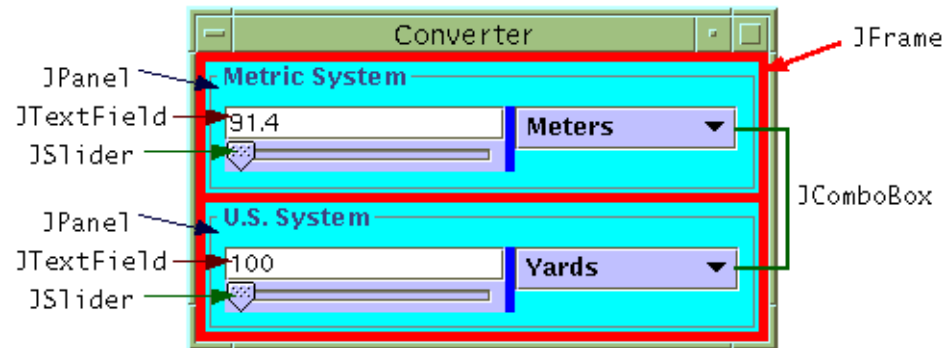 Converter
JFrame
JPanel
Metric System
JTextField
91.4
Meters
JSlider
JComboBox
JPanel
U.S. System
JTextField
100
Yards
JSlider